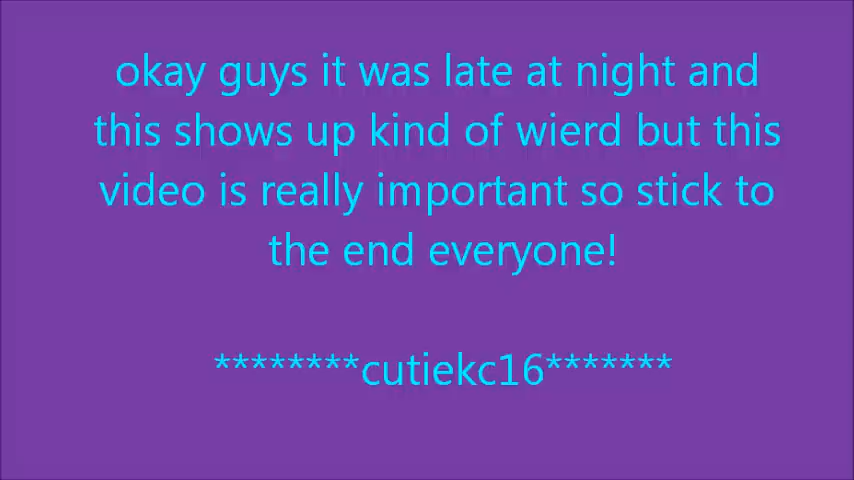 okay guys it was late at night and
this shows up kind of wierd but this
video is really important so stick to
the end everyone!
********cutiekc16*******